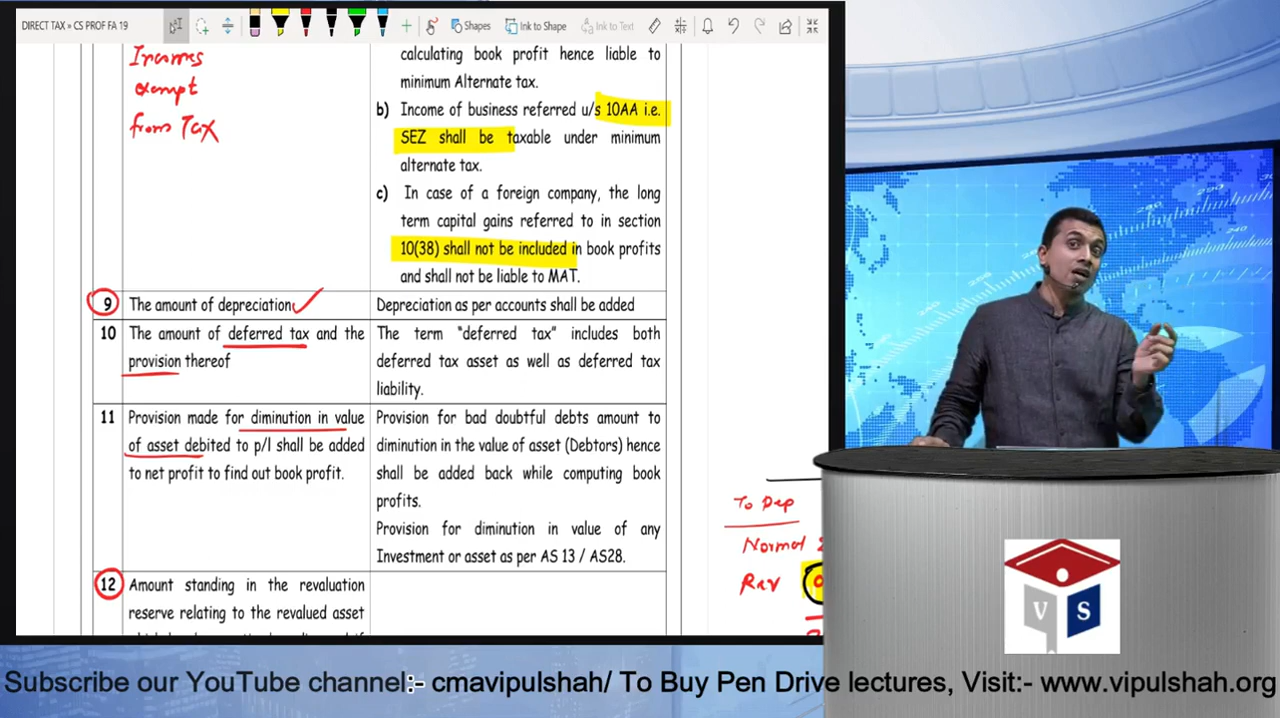 DIRECT TAX » CS PROF FA 19
Shapes
Ink to Shape
Ink to Text
Incomes
exempt
from Tax
calculating book profit hence liable to
minimum Alternate tax.
b) Income of business referred u/s 10AA i.e.
SEZ shall be taxable under minimum
alternate tax.
c) In case of a foreign company, the long
term capital gains referred to in section
10(38) shall not be included in book profits
and shall not be liable to MAT.
9 The amount of depreciation
Depreciation as per accounts shall be added
10 The amount of deferred tax and the
provision thereof
The term "deferred tax" includes both
deferred tax asset as well as deferred tax
liability.
11 Provision made for diminution in value
of asset debited to p/l shall be added
to net profit to find out book profit.
Provision for bad doubtful debts amount to
diminution in the value of asset (Debtors) hence
shall be added back while computing book
profits.
Provision for diminution in value of any
Investment or asset as per AS 13 / AS28.
12 Amount standing in the revaluation
reserve relating to the revalued asset
To Dep
Normal
Rev
V S
Subscribe our YouTube channel:- cmavipulshah/ To Buy Pen Drive lectures, Visit:- www.vipulshah.org